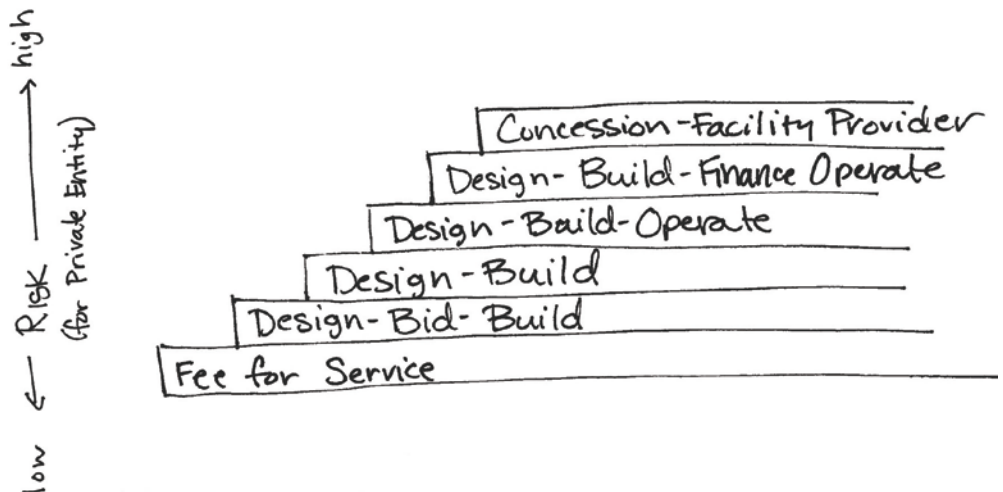 high
Concession-Facility Provider
Design-Build-Finance Operate
Design-Build-Operate
Design-Build
Design-Bid-Build
Fee for Service
Risk
(for Private Entity)
low